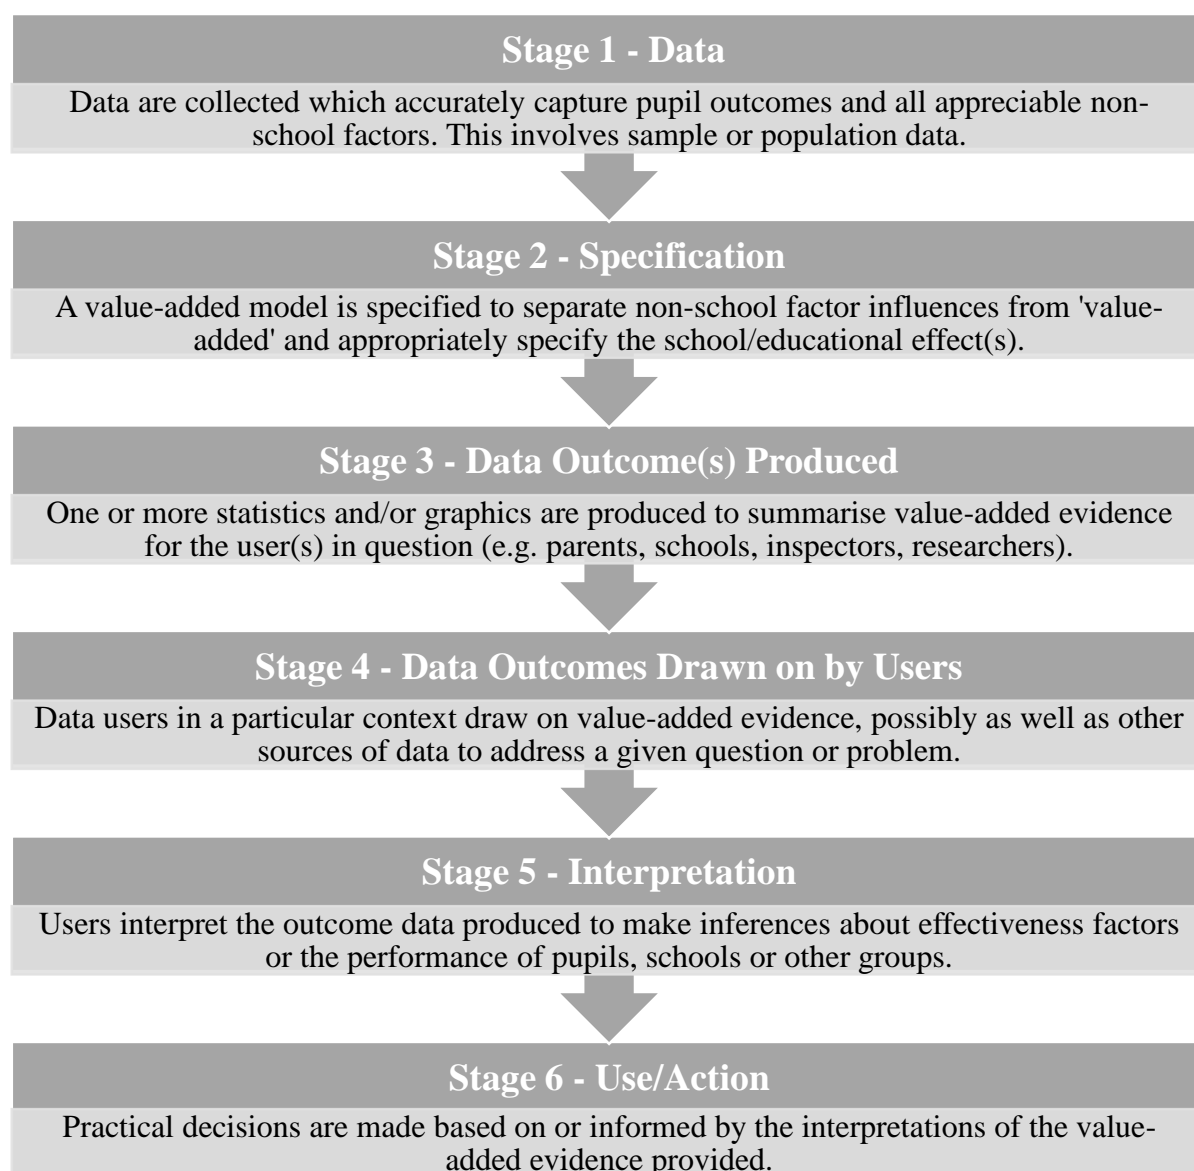 Stage 1 - Data
Data are collected which accurately capture pupil outcomes and all appreciable non-
school factors. This involves sample or population data.
Stage 2 - Specification
A value-added model is specified to separate non-school factor influences from 'value-
added' and appropriately specify the school/educational effect(s).
Stage 3 - Data Outcome(s) Produced
One or more statistics and/or graphics are produced to summarise value-added evidence
for the user(s) in question (e.g. parents, schools, inspectors, researchers).
Stage 4 - Data Outcomes Drawn on by Users
Data users in a particular context draw on value-added evidence, possibly as well as other
sources of data to address a given question or problem.
Stage 5 - Interpretation
Users interpret the outcome data produced to make inferences about effectiveness factors
or the performance of pupils, schools or other groups.
Stage 6 - Use/Action
Practical decisions are made based on or informed by the interpretations of the value-
added evidence provided.